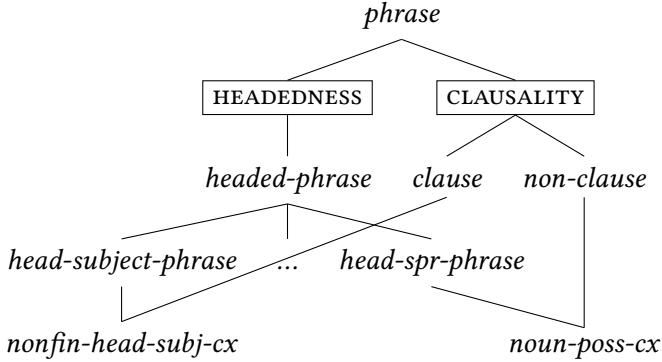 phrase
HEADEDNESS CLAUSALITY
headed-phrase clause non-clause
head-subject-phrase ... head-spr-phrase
nonfin-head-subj-cx noun-poss-cx